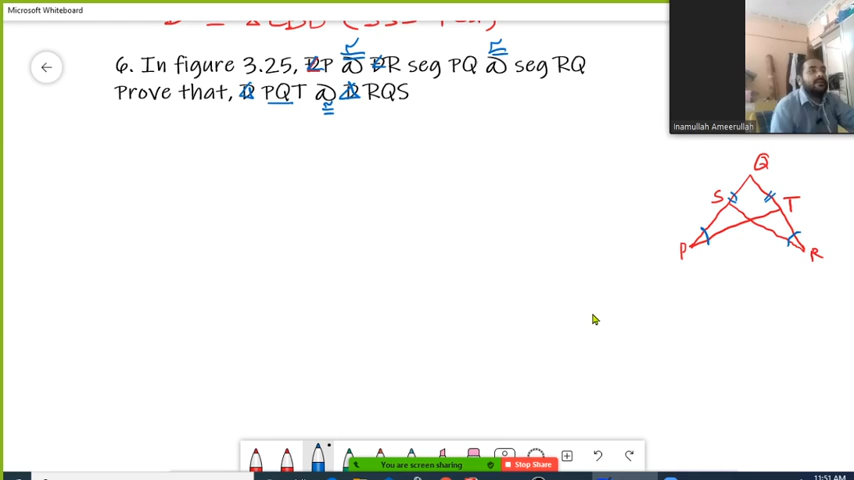 Microsoft Whiteboard
6. In figure 3.25, ∠P ≅ ∠R seg PQ ≅ seg RQ
Prove that, Δ PQT ≅ Δ RQS
Inamullah Ameerullah
Q
S
T
P
R
You are screen sharing
Stop Share
11:51 AM